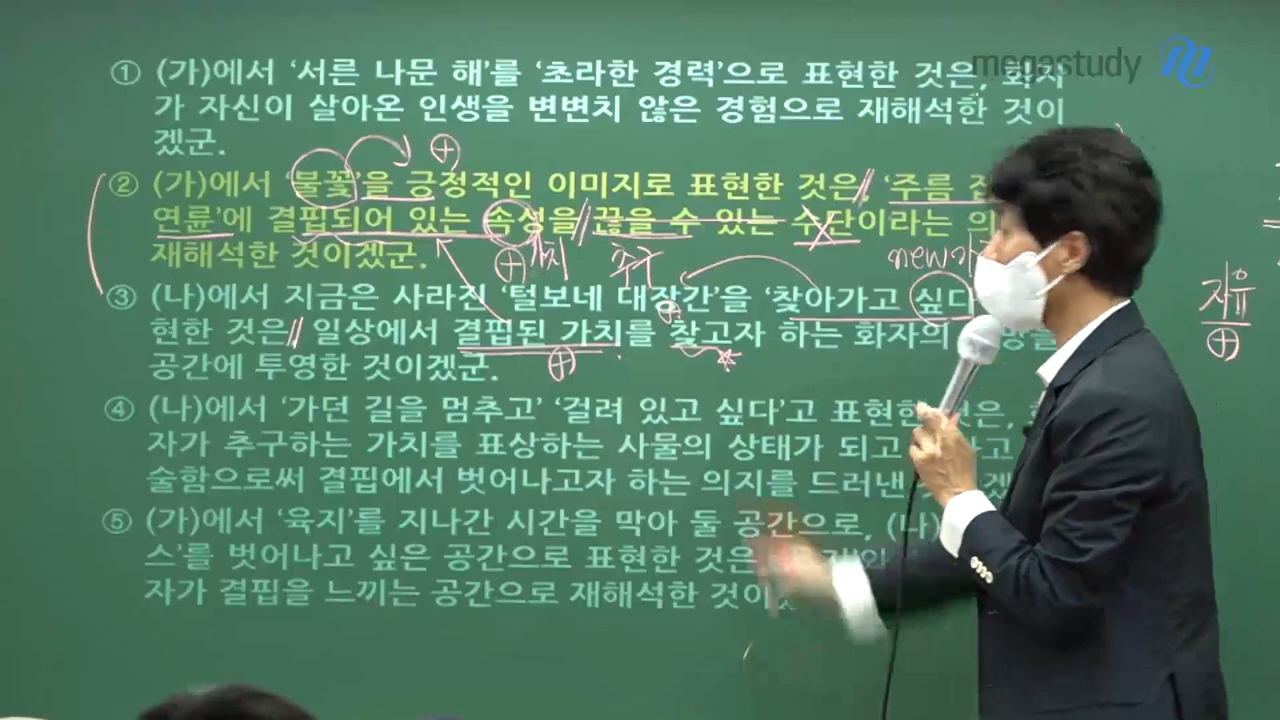 megastudy
① (가)에서 ‘서른 나문 해’를 ‘초라한 경력’으로 표현한 것은, 화자
가 자신이 살아온 인생을 변변치 않은 경험으로 재해석한 것이
겠군.
② (가)에서 ‘불꽃’을 긍정적인 이미지로 표현한 것은, ‘주름
연륜’에 결핍되어 있는 속성을 끊을 수 있는 수단이라는
재해석한 것이겠군.
가치 추구 new
③ (나)에서 지금은 사라진 ‘털보네 대장간’을 ‘찾아가고 싶다
현한 것은, 일상에서 결핍된 가치를 찾고자 하는 화자의
공간에 투영한 것이겠군.
자유
④ (나)에서 ‘가던 길을 멈추고’ ‘걸려 있고 싶다’고 표현한 것은,
자가 추구하는 가치를 표상하는 사물의 상태가 되고
술함으로써 결핍에서 벗어나고자 하는 의지를 드러낸
⑤ (가)에서 ‘육지’를 지나간 시간을 막아 둘 공간으로, (나)
스’를 벗어나고 싶은 공간으로 표현한 것은
자가 결핍을 느끼는 공간으로 재해석한 것이